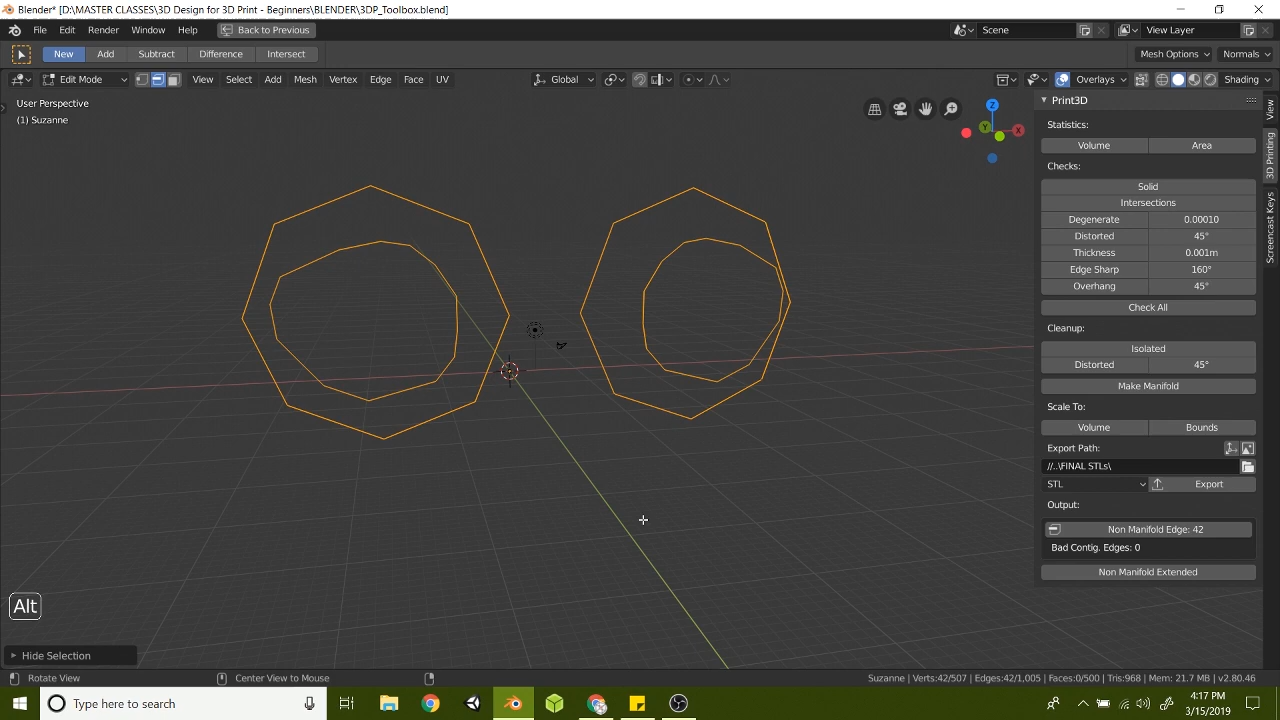 Blender* [D:\MASTER CLASSES\3D Design for 3D Print - Beginners\BLENDER\3DP_Toolbox.blend]
File Edit Render Window Help Back to Previous Scene View Layer
New Add Subtract Difference Intersect Mesh Options Normals
Edit Mode View Select Add Mesh Vertex Edge Face UV Global Overlays Shading
User Perspective
(1) Suzanne
Z
Y
X
Print3D
Statistics:
Volume Area
Checks:
Solid
Intersections
Degenerate 0.00010
Distorted 45°
Thickness 0.001m
Edge Sharp 160°
Overhang 45°
Check All
Cleanup:
Isolated
Distorted 45°
Make Manifold
Scale To:
Volume Bounds
Export Path:
//..\FINAL STLs\
STL Export
Output:
Non Manifold Edge: 42
Bad Contig. Edges: 0
Non Manifold Extended
View
3D Printing
Screencast Keys
Alt
Hide Selection
Rotate View Center View to Mouse Suzanne | Verts:42/507 | Edges:42/1,005 | Faces:0/500 | Tris:968 | Mem: 21.7 MB | v2.80.46
Type here to search
4:17 PM
3/15/2019